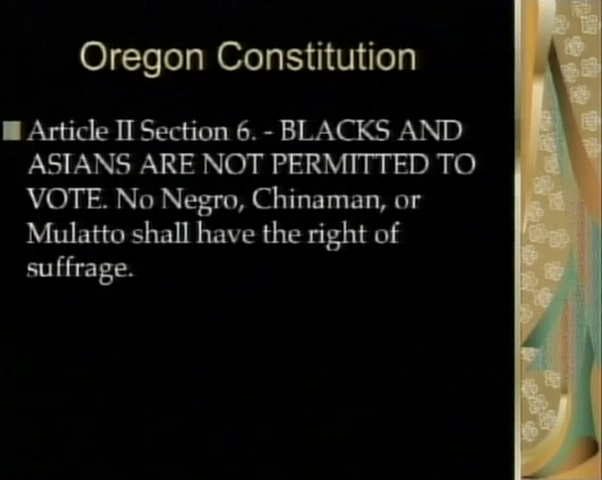 Oregon Constitution
Article II Section 6. - BLACKS AND
ASIANS ARE NOT PERMITTED TO
VOTE. No Negro, Chinaman, or
Mulatto shall have the right of
suffrage.